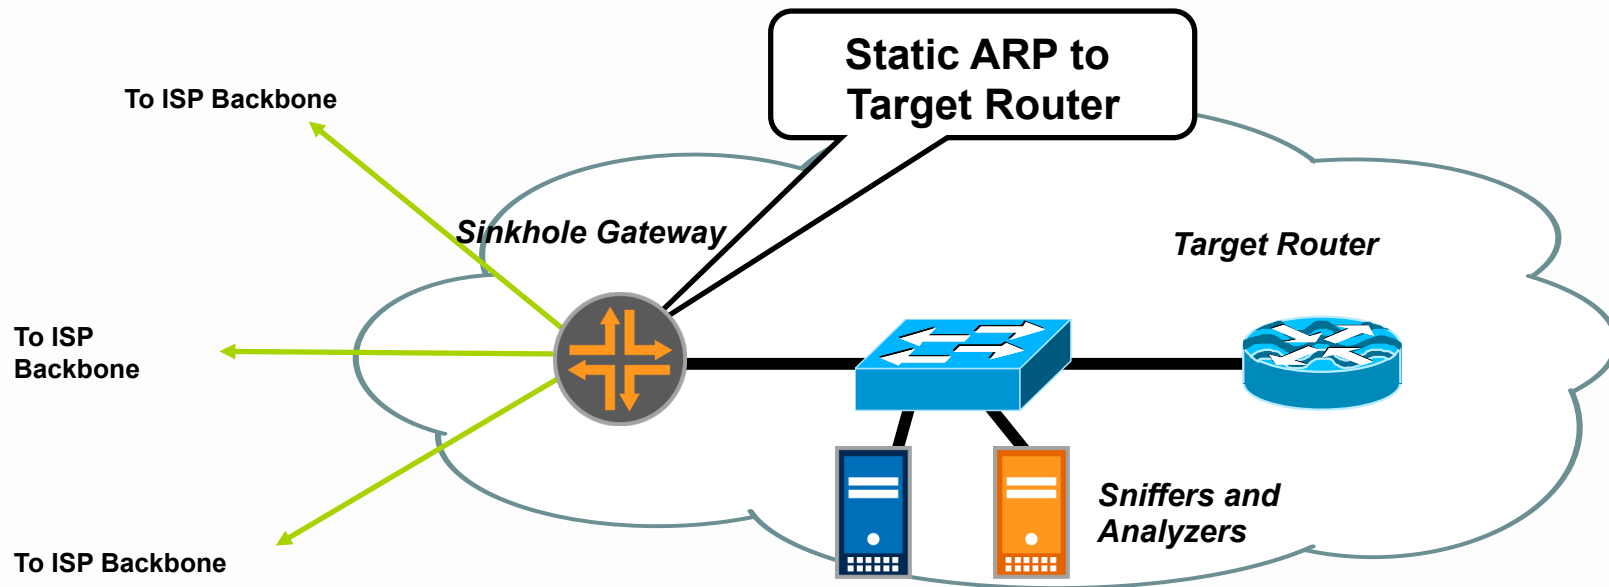 Static ARP to
Target Router
To ISP Backbone
Sinkhole Gateway
Target Router
To ISP
Backbone
Sniffers and
Analyzers
To ISP Backbone